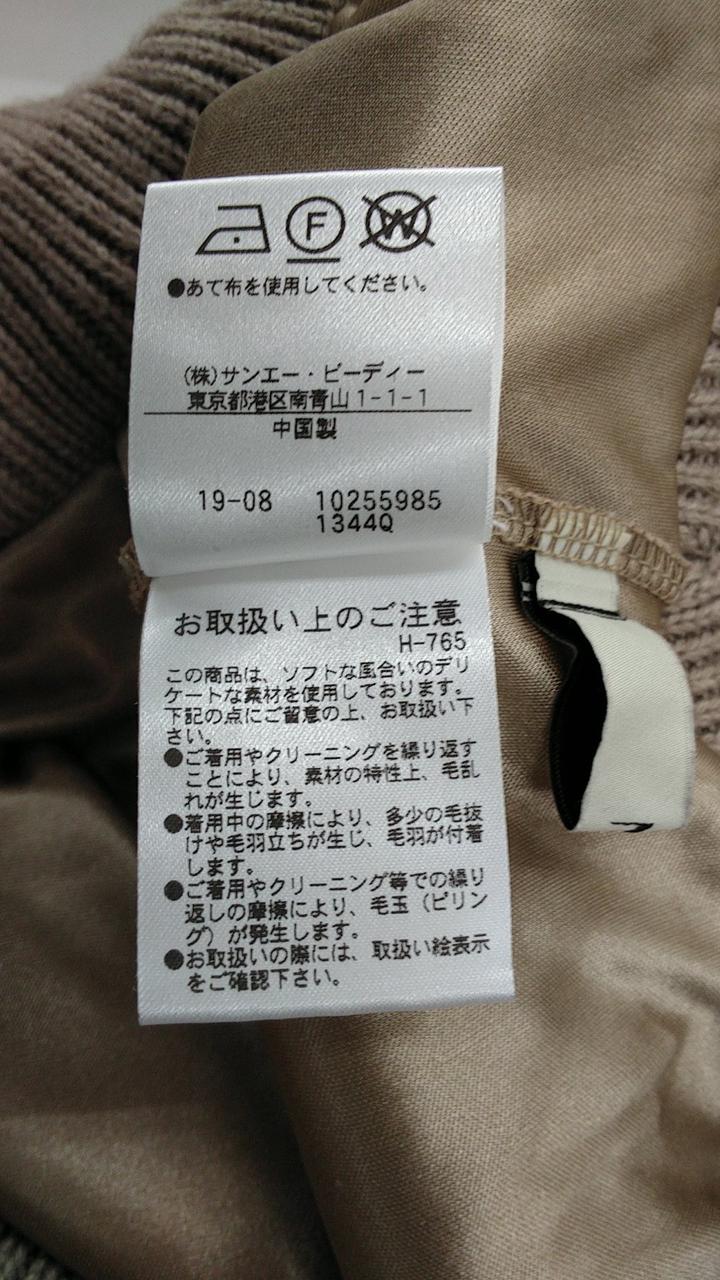 F
W
●あて布を使用してください。
(株)サンエー・ビーディー
東京都港区南青山1-1-1
中国製
19-08 10255985
1344Q
お取扱い上のご注意
H-765
この商品は、ソフトな風合いのデリ
ケートな素材を使用しております。
下記の点にご留意の上、お取扱い下
さい。
●ご着用やクリーニングを繰り返す
ことにより、素材の特性上、毛乱
れが生じます。
●着用中の摩擦により、多少の毛抜
けや毛羽立ちが生じ、毛羽が付着
します。
●ご着用やクリーニング等での繰り
返しの摩擦により、毛玉（ピリン
グ）が発生します。
●お取扱いの際には、取扱い絵表示
をご確認下さい。